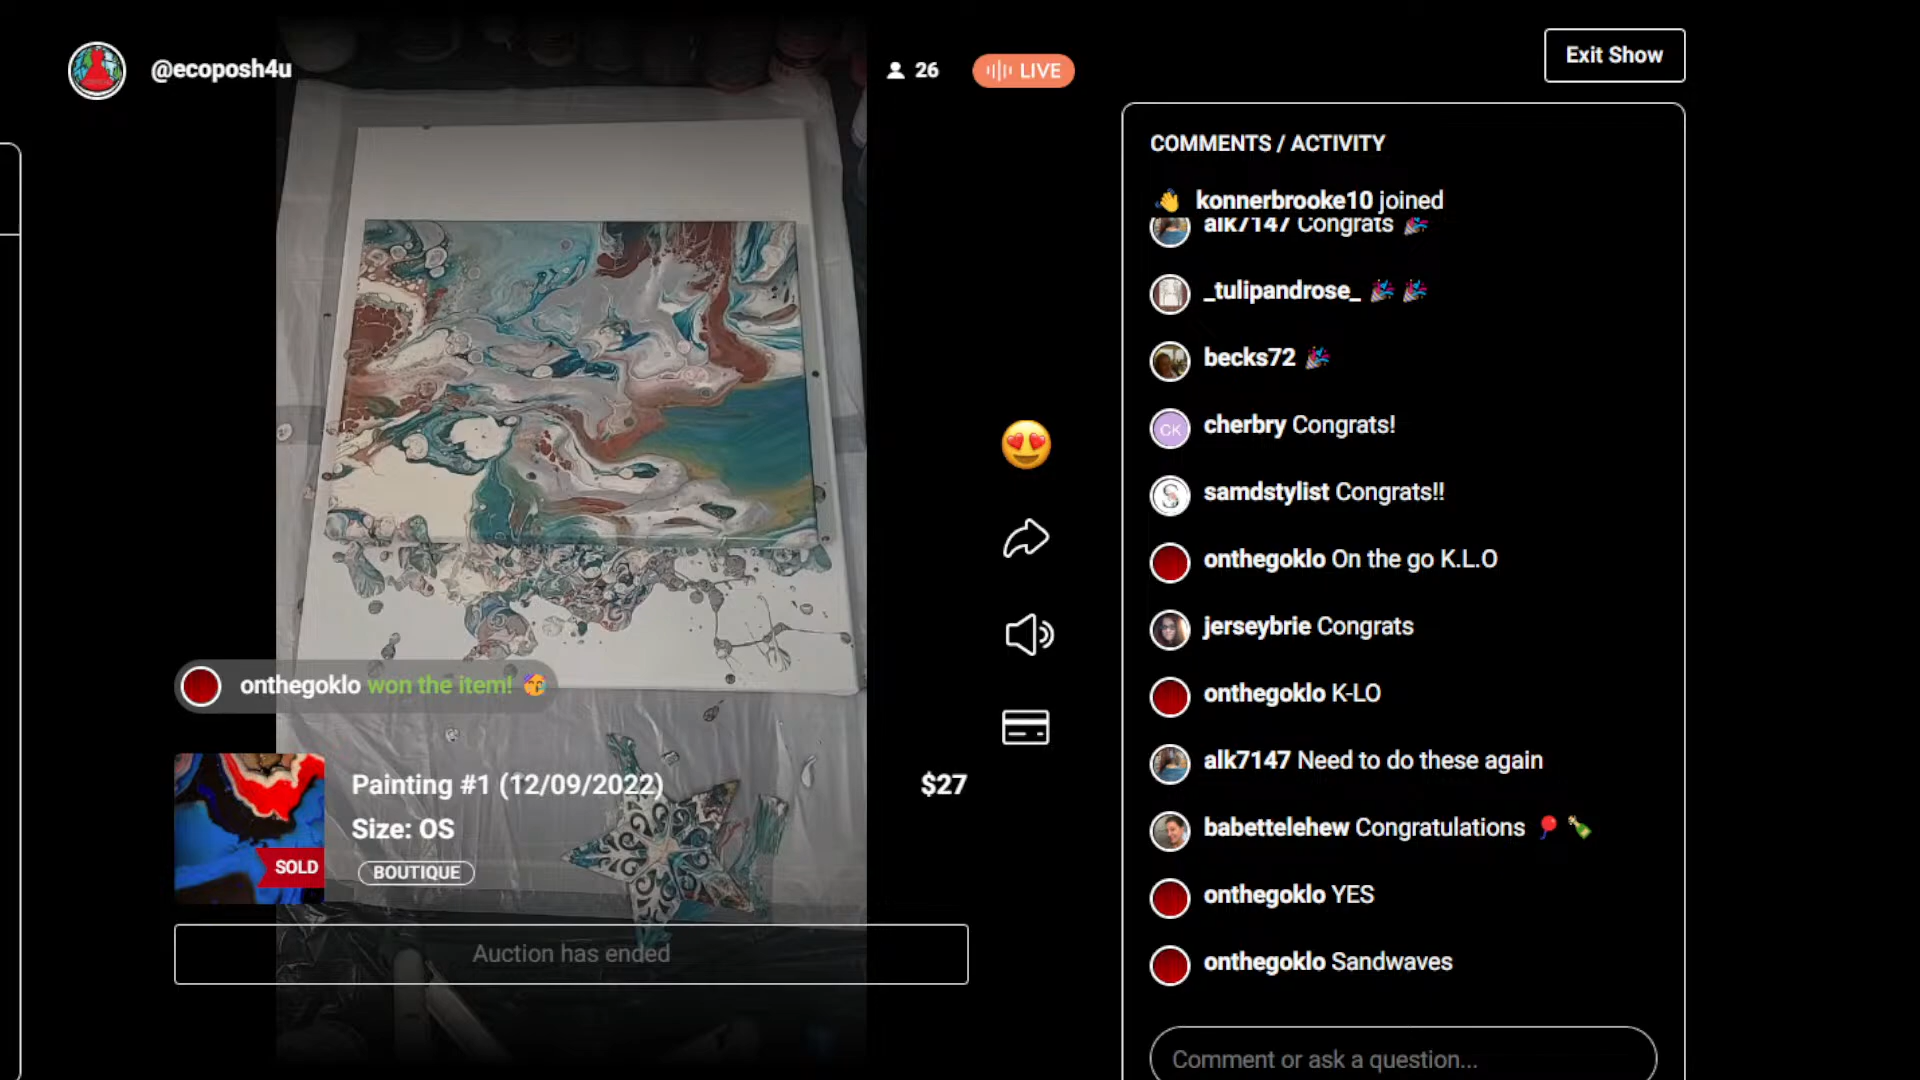 @ecoposh4u
26
LIVE
Exit Show
COMMENTS / ACTIVITY
konnerbrooke10 joined
alk7147 Congrats
_tulipandrose_
becks72
CK
cherbry Congrats!
S
samdstylist Congrats!!
onthegoklo On the go K.L.O
jerseybrie Congrats
onthegoklo K-LO
alk7147 Need to do these again
babettelehew Congratulations
onthegoklo YES
onthegoklo Sandwaves
Comment or ask a question...
onthegoklo won the item!
Painting #1 (12/09/2022)
$27
Size: OS
SOLD
BOUTIQUE
Auction has ended